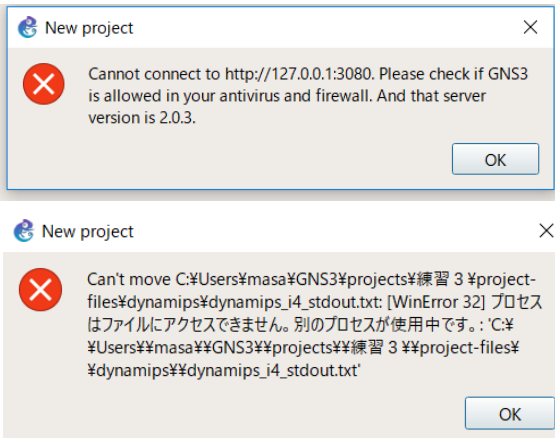 New project
Cannot connect to http://127.0.0.1:3080. Please check if GNS3
is allowed in your antivirus and firewall. And that server
version is 2.0.3.
OK
New project
Can't move C:¥Users¥masa¥GNS3¥projects¥練習 3 ¥project-
files¥dynamips¥dynamips_i4_stdout.txt: [WinError 32] プロセス
はファイルにアクセスできません。別のプロセスが使用中です。: 'C:¥
¥Users¥¥masa¥¥GNS3¥¥projects¥¥練習 3 ¥¥project-files¥
¥dynamips¥¥dynamips_i4_stdout.txt'
OK